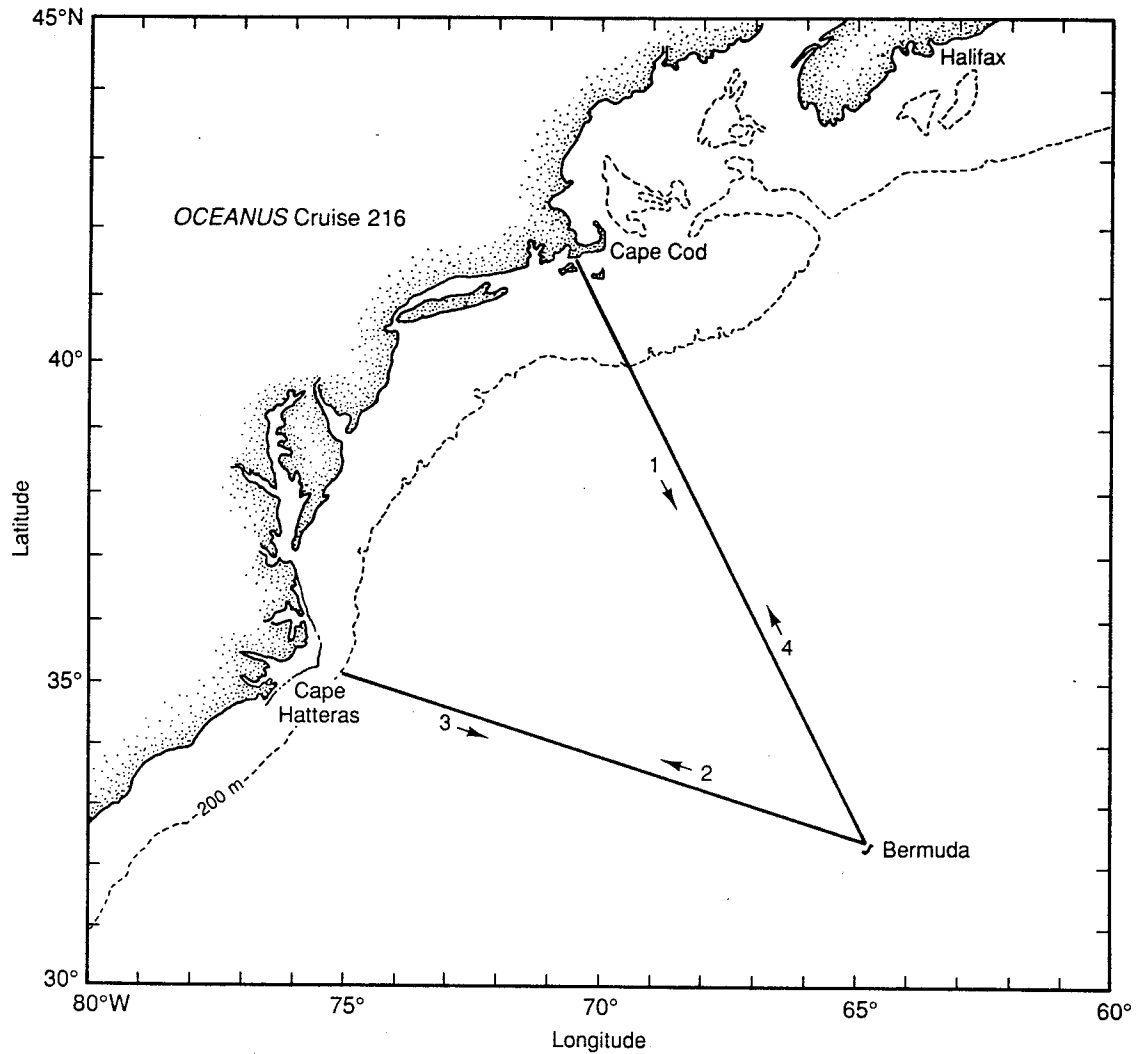 45°N
Halifax
OCEANUS Cruise 216
Cape Cod
40°
1
Latitude
4
35°
Cape
Hatteras
3
2
200 m
Bermuda
30°
80°W
75°
70°
65°
60°
Longitude